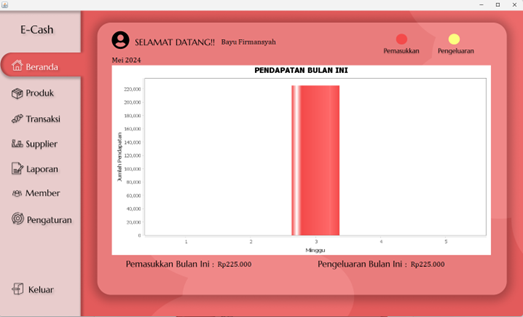 E-Cash
Beranda
Produk
Transaksi
Supplier
Laporan
Member
Pengaturan
Keluar
SELAMAT DATANG!! Bayu Firmansyah
Pemasukkan
Pengeluaran
Mei 2024
PENDAPATAN BULAN INI
Jumlah Pendapatan
220,000
200,000
180,000
160,000
140,000
120,000
100,000
80,000
60,000
40,000
20,000
0
1 2 3 4 5
Minggu
Pemasukkan Bulan Ini : Rp225.000
Pengeluaran Bulan Ini : Rp225.000